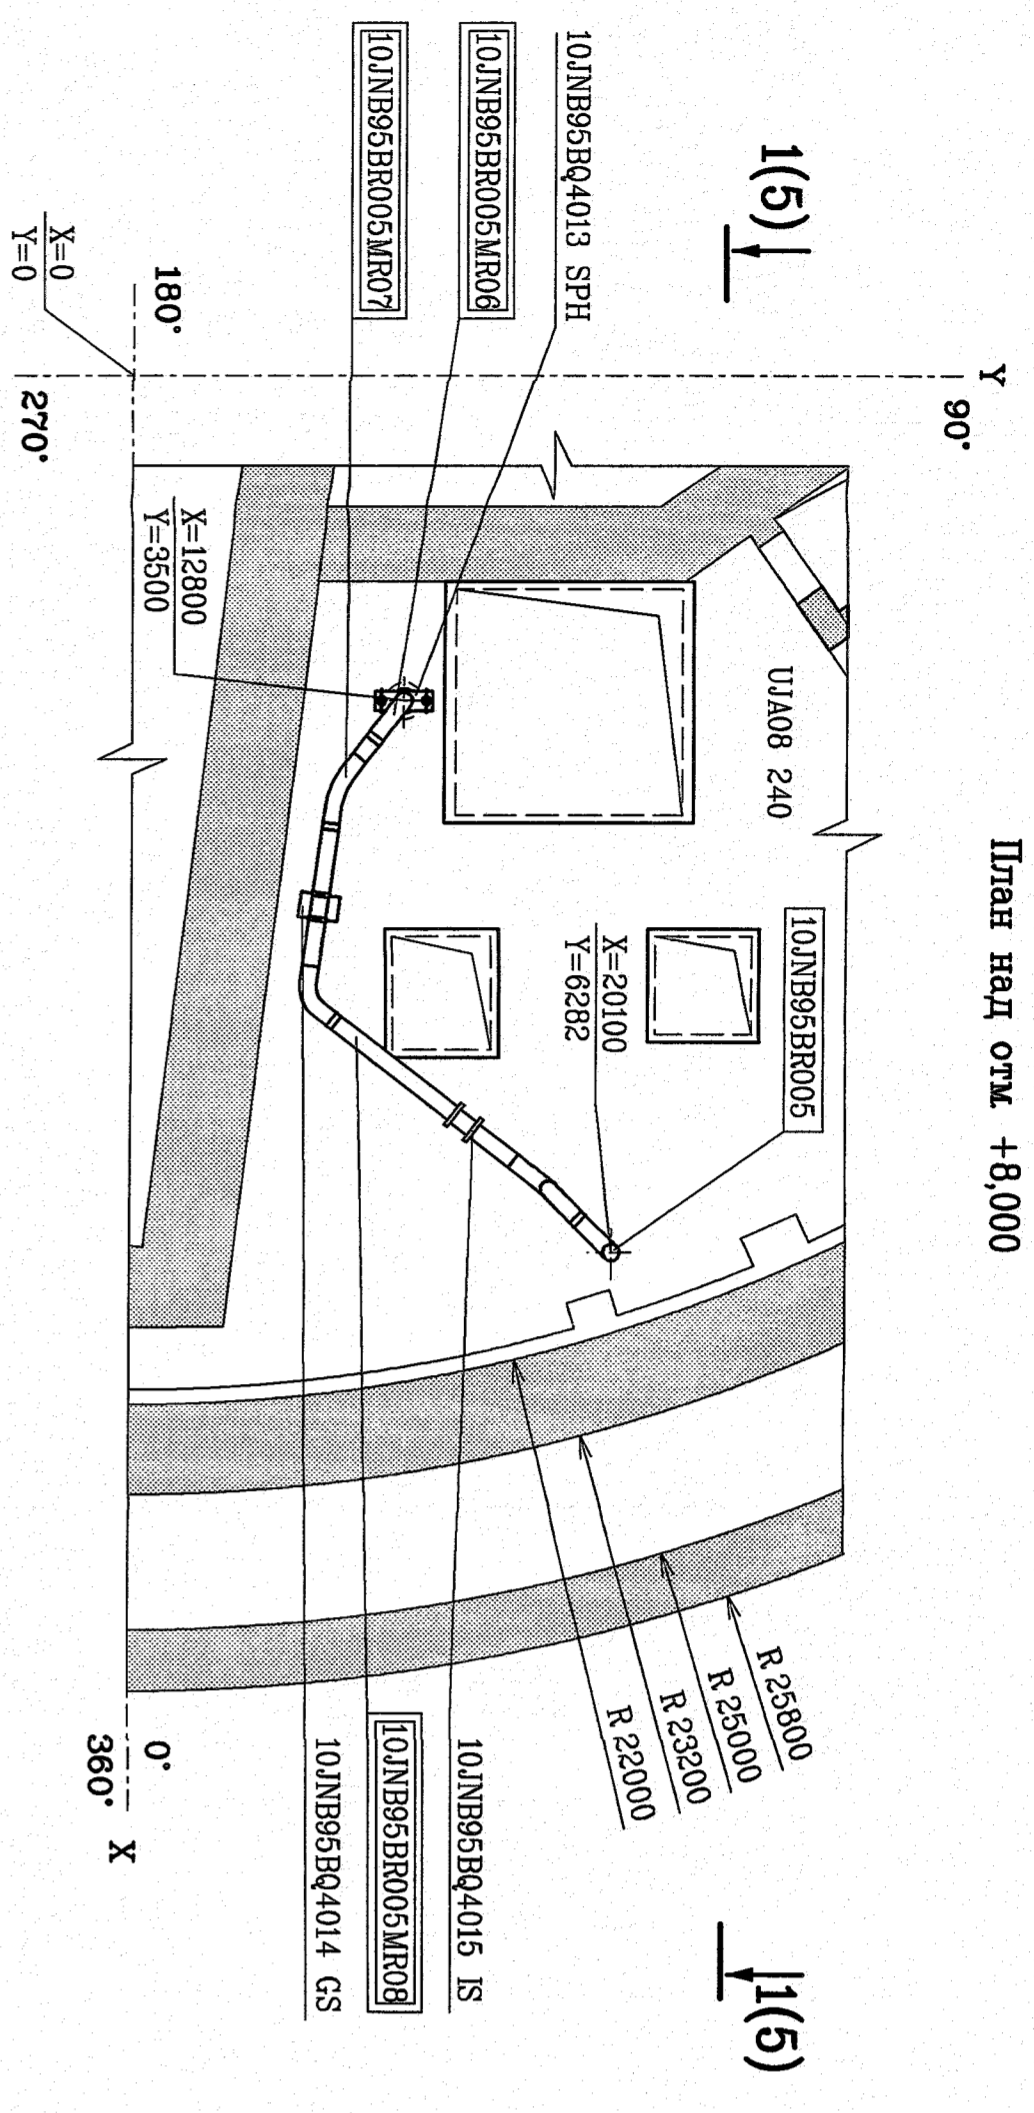 План над отм. +8,000
1(5)
1(5)
Y
90°
10JNB95BQ4013 SPH
10JNB95BR005MR06
10JNB95BR005MR07
180°
X=0
Y=0
270°
X=12800
Y=3500
UJA08 240
10JNB95BR005
X=20100
Y=6282
R 25800
R 25000
R 23200
R 22000
10JNB95BQ4015 IS
10JNB95BR005MR08
10JNB95BQ4014 GS
0°
360°
X